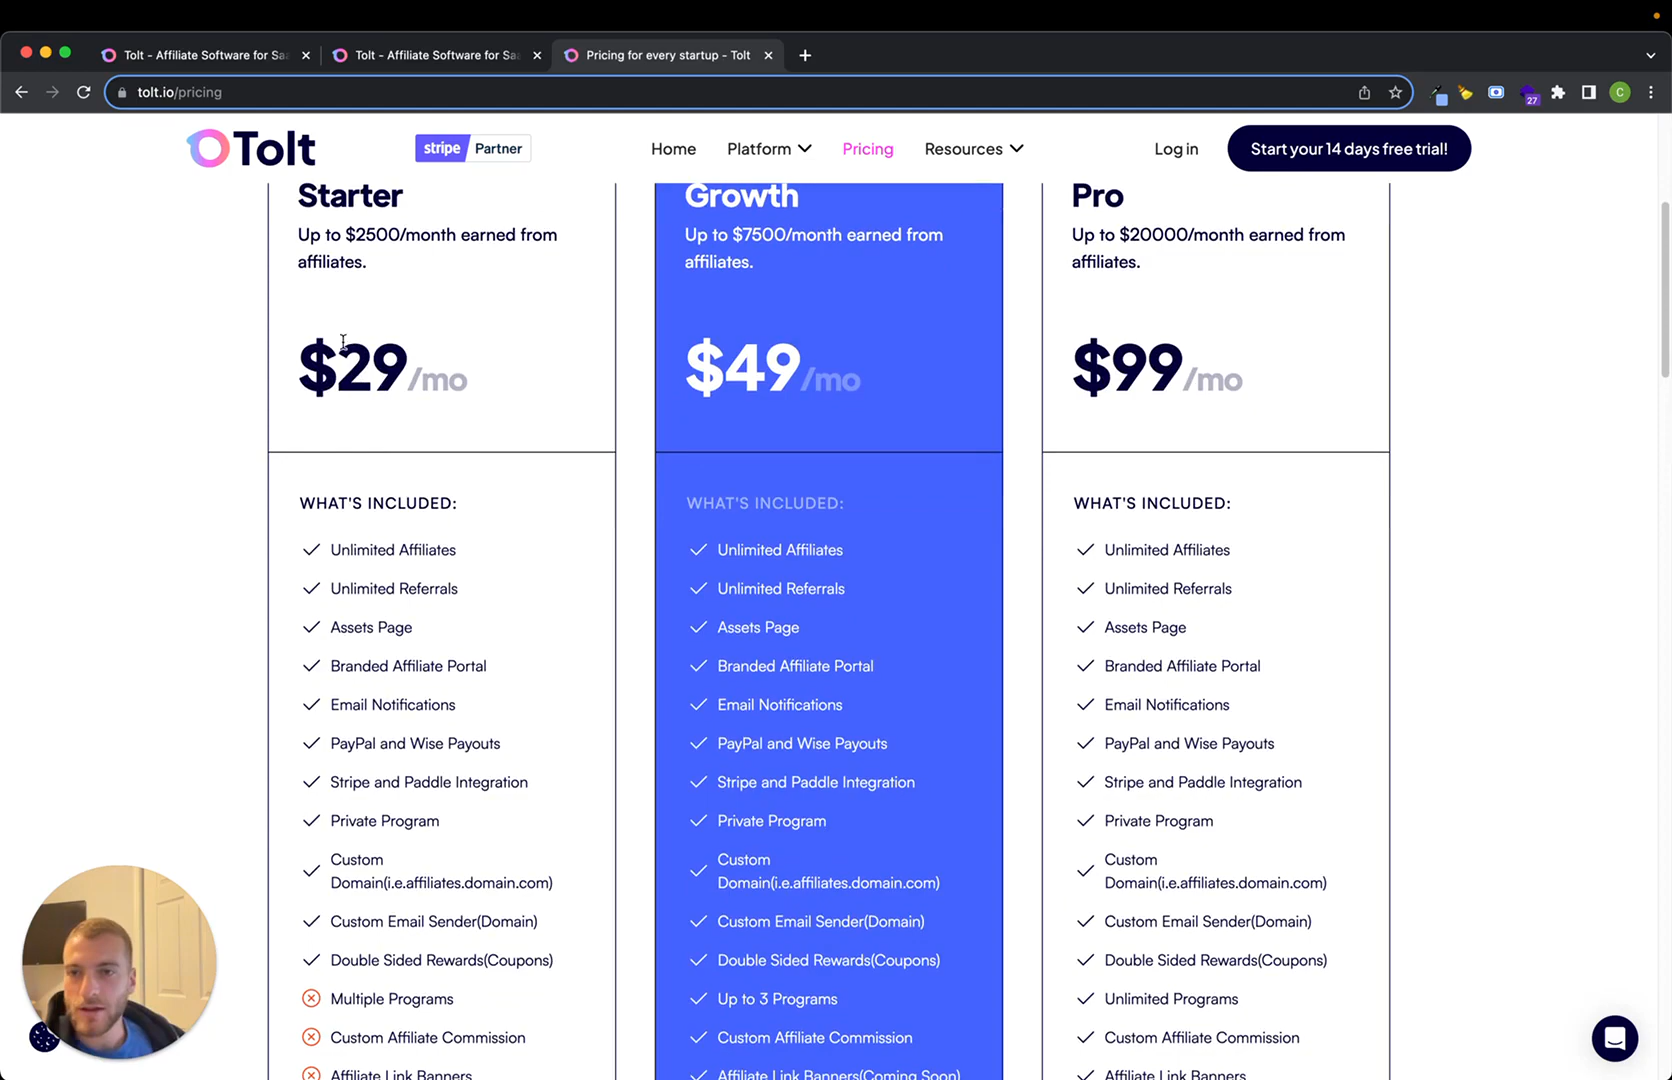 Tolt - Affiliate Software for Sa
Tolt - Affiliate Software for Sa
Pricing for every startup - Tolt
tolt.io/pricing
27
C
Tolt
stripe Partner
Home
Platform
Pricing
Resources
Log in
Start your 14 days free trial!
Starter
Up to $2500/month earned from
affiliates.
$29/mo
WHAT'S INCLUDED:
Unlimited Affiliates
Unlimited Referrals
Assets Page
Branded Affiliate Portal
Email Notifications
PayPal and Wise Payouts
Stripe and Paddle Integration
Private Program
Custom
Domain(i.e.affiliates.domain.com)
Custom Email Sender(Domain)
Double Sided Rewards(Coupons)
Multiple Programs
Custom Affiliate Commission
Affiliate Link Banners
Growth
Up to $7500/month earned from
affiliates.
$49/mo
WHAT'S INCLUDED:
Unlimited Affiliates
Unlimited Referrals
Assets Page
Branded Affiliate Portal
Email Notifications
PayPal and Wise Payouts
Stripe and Paddle Integration
Private Program
Custom
Domain(i.e.affiliates.domain.com)
Custom Email Sender(Domain)
Double Sided Rewards(Coupons)
Up to 3 Programs
Custom Affiliate Commission
Affiliate Link Banners(Coming Soon)
Pro
Up to $20000/month earned from
affiliates.
$99/mo
WHAT'S INCLUDED:
Unlimited Affiliates
Unlimited Referrals
Assets Page
Branded Affiliate Portal
Email Notifications
PayPal and Wise Payouts
Stripe and Paddle Integration
Private Program
Custom
Domain(i.e.affiliates.domain.com)
Custom Email Sender(Domain)
Double Sided Rewards(Coupons)
Unlimited Programs
Custom Affiliate Commission
Affiliate Link Banners